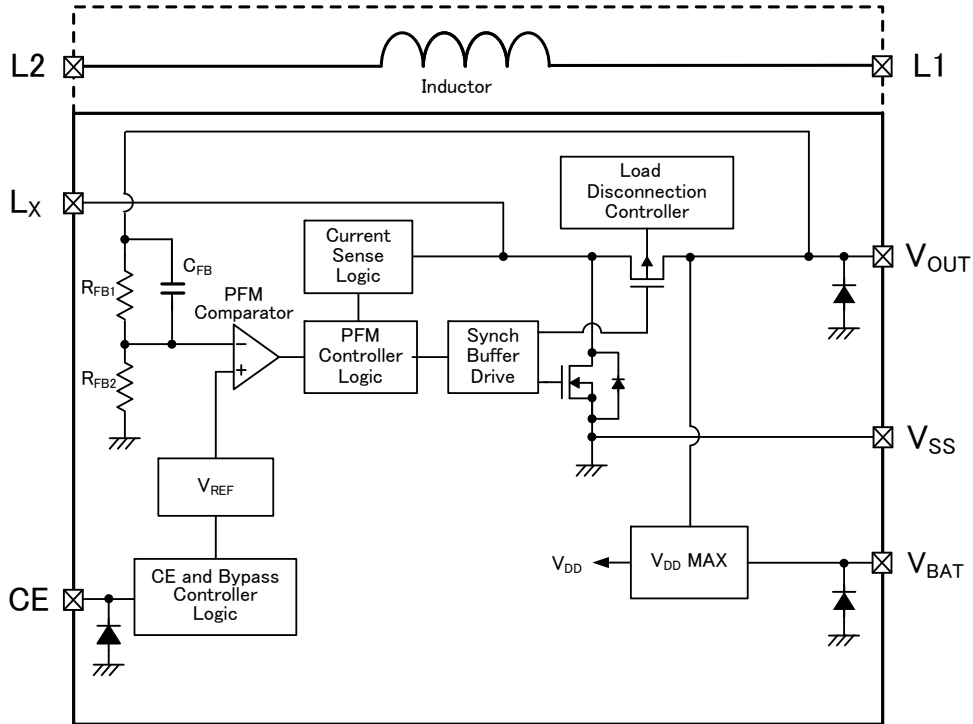 L2
L1
Inductor
LX
Load
Disconnection
Controller
Current
Sense
Logic
VOUT
CFB
RFB1
PFM
Comparator
PFM
Controller
Logic
Synch
Buffer
Drive
RFB2
−
+
VSS
VREF
VDD
VDD MAX
VBAT
CE and Bypass
Controller
Logic
CE